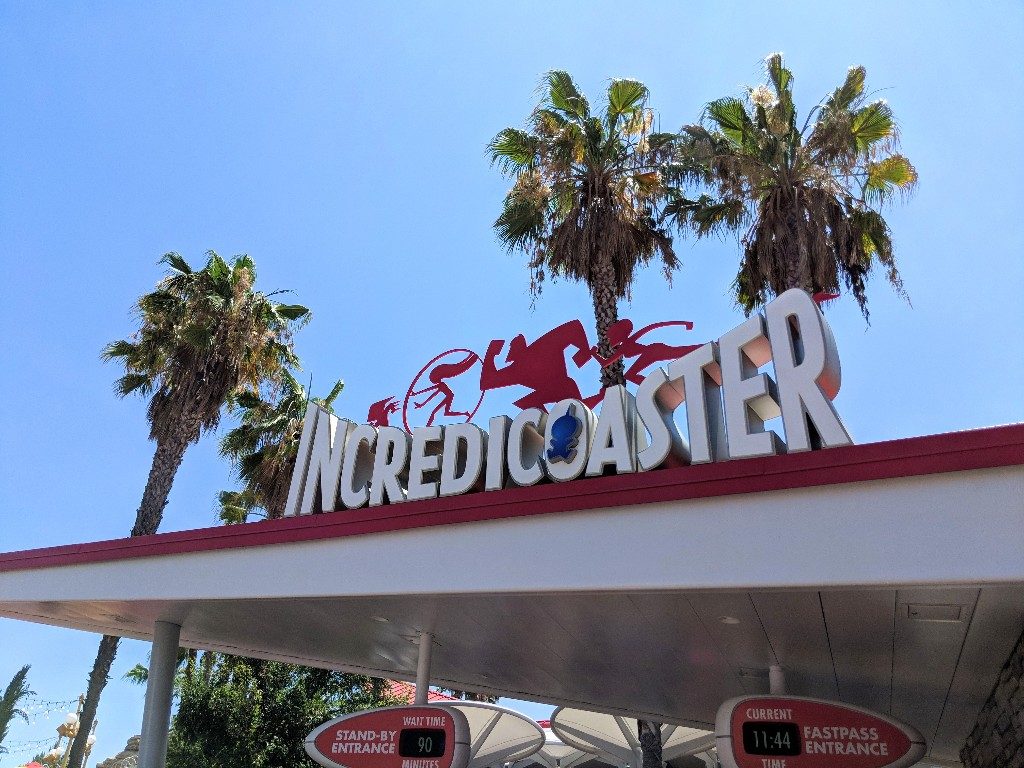 INCREDICOASTER
WAIT TIME
STAND-BY
ENTRANCE
90
MINUTES
CURRENT
11:44
TIME
FASTPASS
ENTRANCE